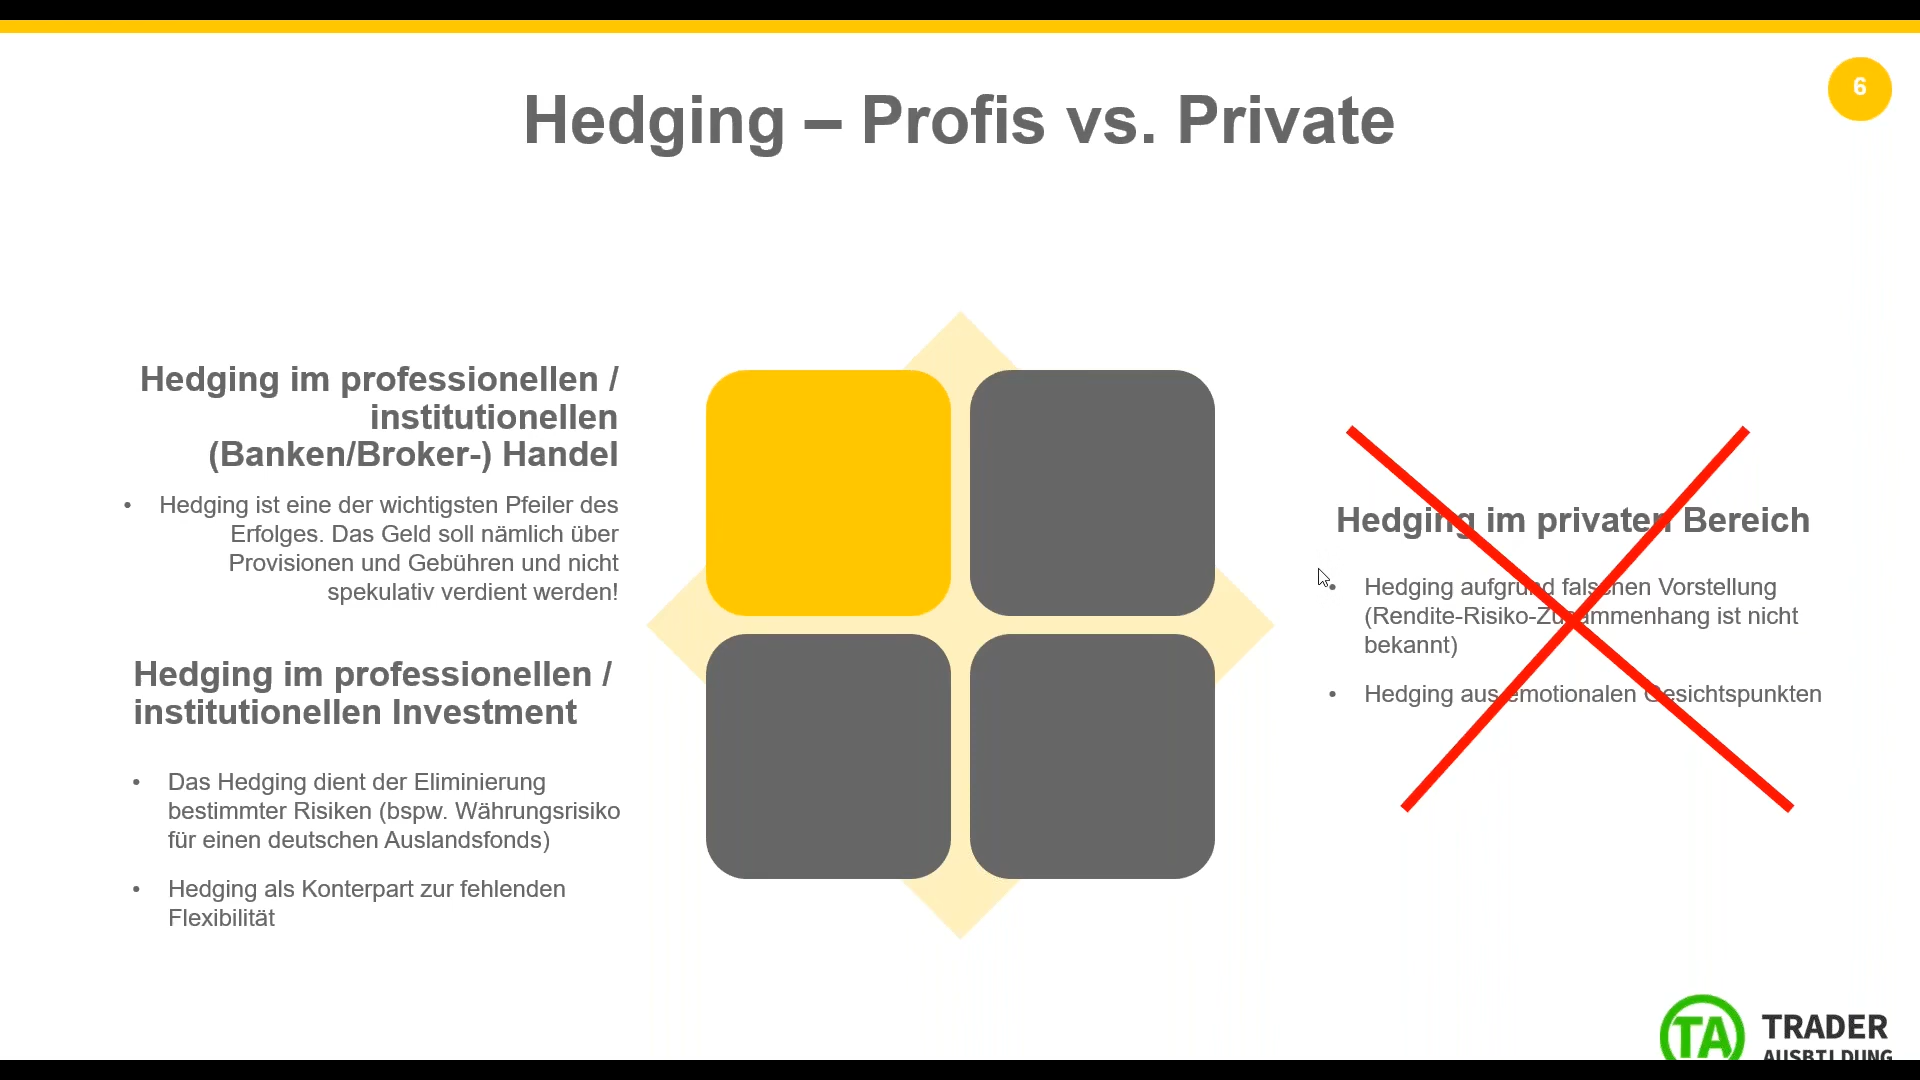 6
Hedging – Profis vs. Private
Hedging im professionellen /
institutionellen
(Banken/Broker-) Handel
• Hedging ist eine der wichtigsten Pfeiler des
Erfolges. Das Geld soll nämlich über
Provisionen und Gebühren und nicht
spekulativ verdient werden!
Hedging im professionellen /
institutionellen Investment
• Das Hedging dient der Eliminierung
bestimmter Risiken (bspw. Währungsrisiko
für einen deutschen Auslandsfonds)
• Hedging als Konterpart zur fehlenden
Flexibilität
Hedging im privaten Bereich
• Hedging aufgrund falschen Vorstellung
(Rendite-Risiko-Zusammenhang ist nicht
bekannt)
• Hedging aus emotionalen Gesichtspunkten
TA
TRADER
AUSBILDUNG